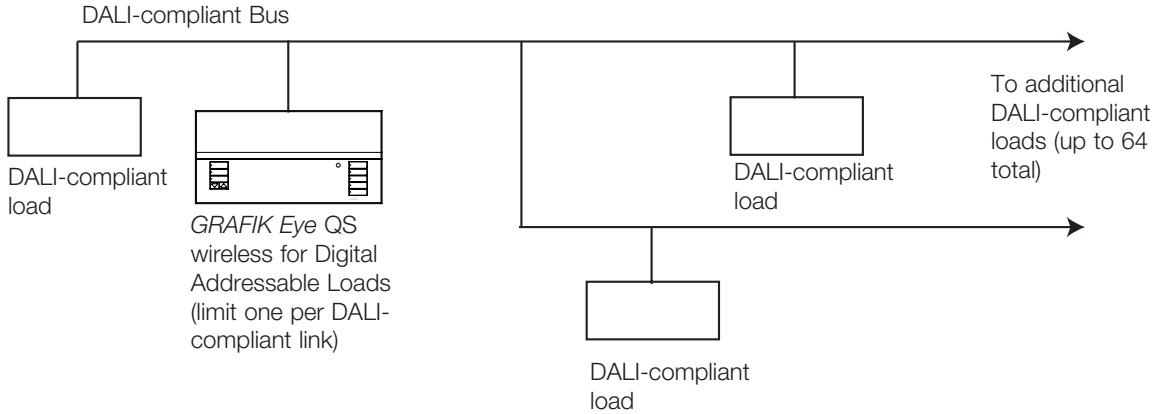 DALI-compliant Bus
To additional
DALI-compliant
loads (up to 64
total)
DALI-compliant
load
GRAFIK Eye QS
wireless for Digital
Addressable Loads
(limit one per DALI-
compliant link)
DALI-compliant
load
DALI-compliant
load